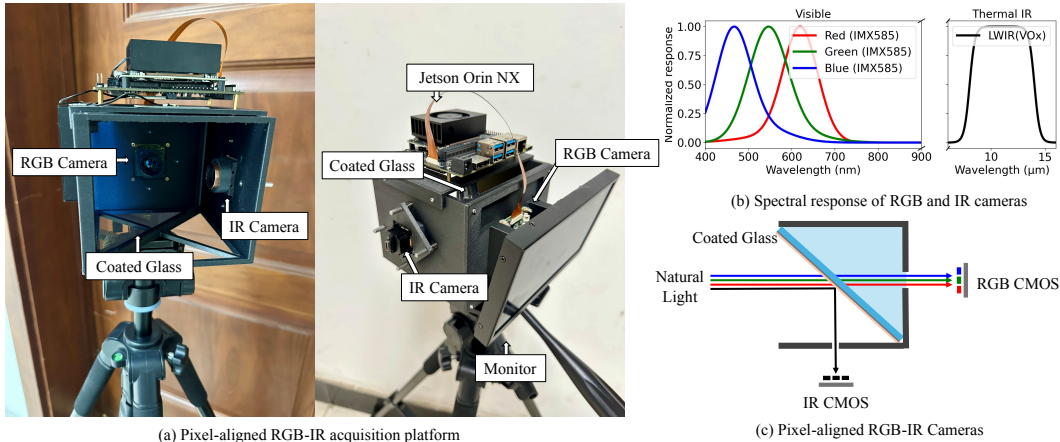 RGB Camera
IR Camera
Coated Glass
Jetson Orin NX
Coated Glass
RGB Camera
IR Camera
Monitor
(a) Pixel-aligned RGB-IR acquisition platform
Visible
Thermal IR
Normalized response
1.00
0.75
0.50
0.25
0.00
Red (IMX585)
Green (IMX585)
Blue (IMX585)
LWIR(VOx)
400 500 600 700 800 900
10 15
Wavelength (nm)
Wavelength (μm)
(b) Spectral response of RGB and IR cameras
Coated Glass
Natural
Light
RGB CMOS
IR CMOS
(c) Pixel-aligned RGB-IR Cameras